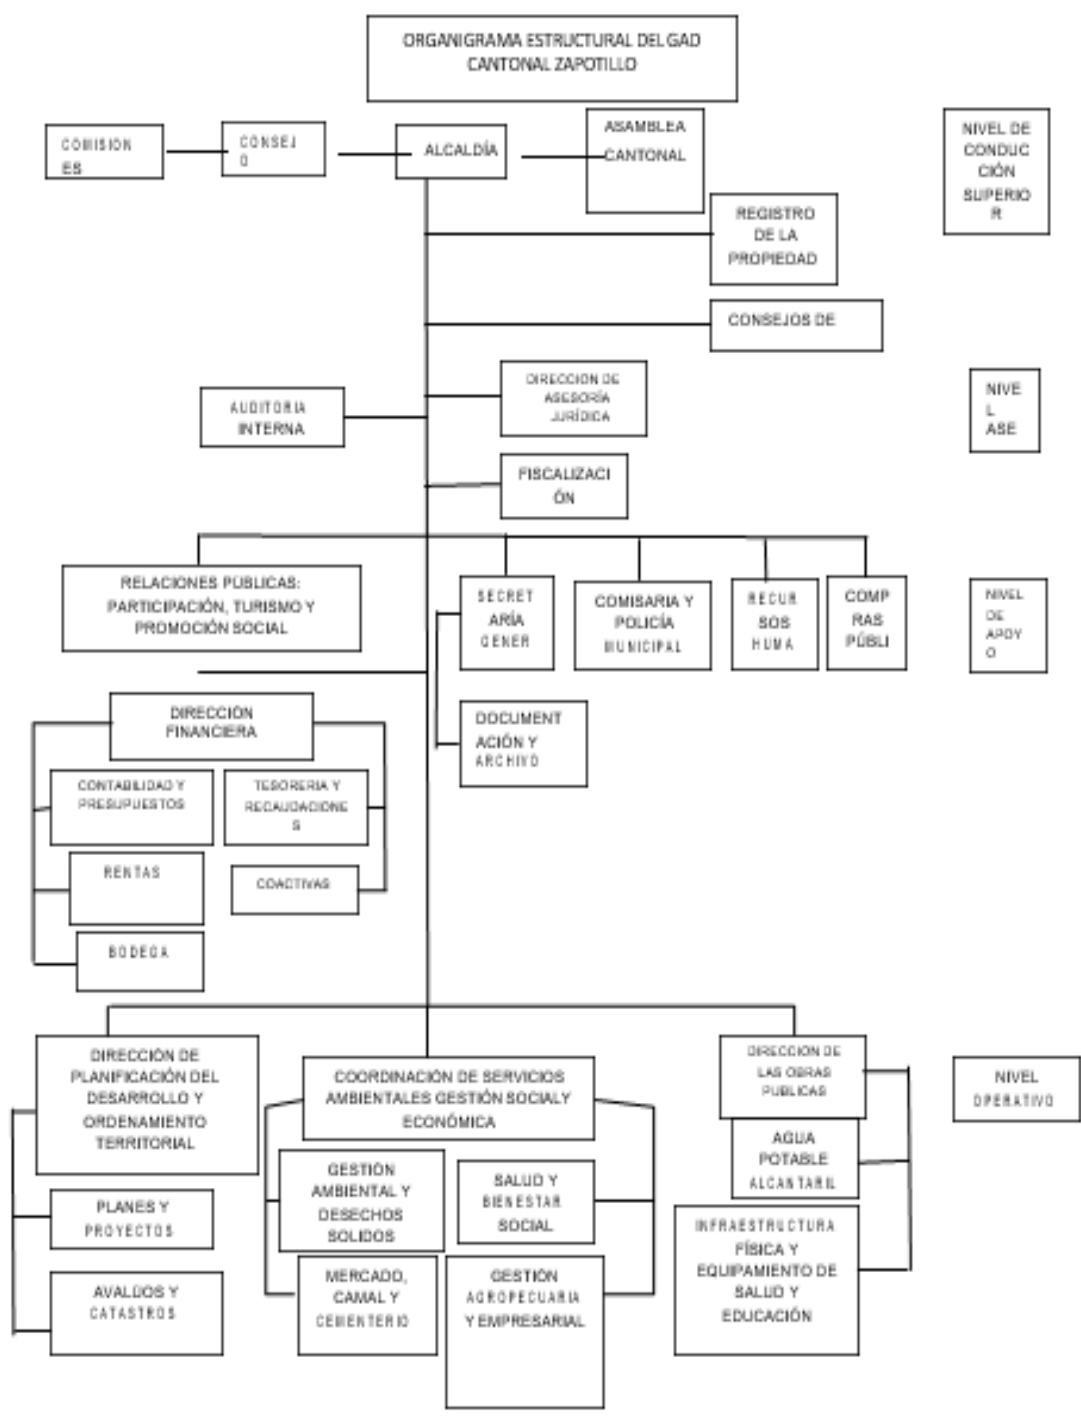 ORGANIGRAMA ESTRUCTURAL DEL GAD
CANTONAL ZAPOTILLO
COMISION
ES
CONSEJ
O
ALCALDÍA
ASAMBLEA
CANTONAL
NIVEL DE
CONDUC
CIÓN
SUPERIO
R
REGISTRO
DE LA
PROPIEDAD
CONSEJOS DE
AUDITORIA
INTERNA
DIRECCION DE
ASESORÍA
JURÍDICA
NIVE
L
ASE
FISCALIZACI
ÓN
RELACIONES PÚBLICAS:
PARTICIPACIÓN, TURISMO Y
PROMOCIÓN SOCIAL
SECRET
ARÍA
GENER
COMISARIA Y
POLICÍA
MUNICIPAL
RECUR
SOS
HUMA
COMP
RAS
PÚBLI
NIVEL
DE
APOY
O
DIRECCIÓN
FINANCIERA
DOCUMENT
ACIÓN Y
ARCHIVO
CONTABILIDAD Y
PRESUPUESTOS
TESORERIA Y
RECAUDACIONE
S
RENTAS
COACTIVAS
BODEGA
DIRECCIÓN DE
PLANIFICACIÓN DEL
DESARROLLO Y
ORDENAMIENTO
TERRITORIAL
COORDINACIÓN DE SERVICIOS
AMBIENTALES GESTIÓN SOCIALY
ECONÓMICA
DIRECCION DE
LAS OBRAS
PUBLICAS
NIVEL
OPERATIVO
PLANES Y
PROYECTOS
GESTIÓN
AMBIENTAL Y
DESECHOS
SOLIDOS
SALUD Y
BIENESTAR
SOCIAL
AGUA
POTABLE
ALCANTARIL
AVALÚOS Y
CATASTROS
MERCADO,
CAMAL Y
CEMENTERIO
GESTIÓN
AGROPECUARIA
Y EMPRESARIAL
INFRAESTRUCTURA
FÍSICA Y
EQUIPAMIENTO DE
SALUD Y
EDUCACIÓN